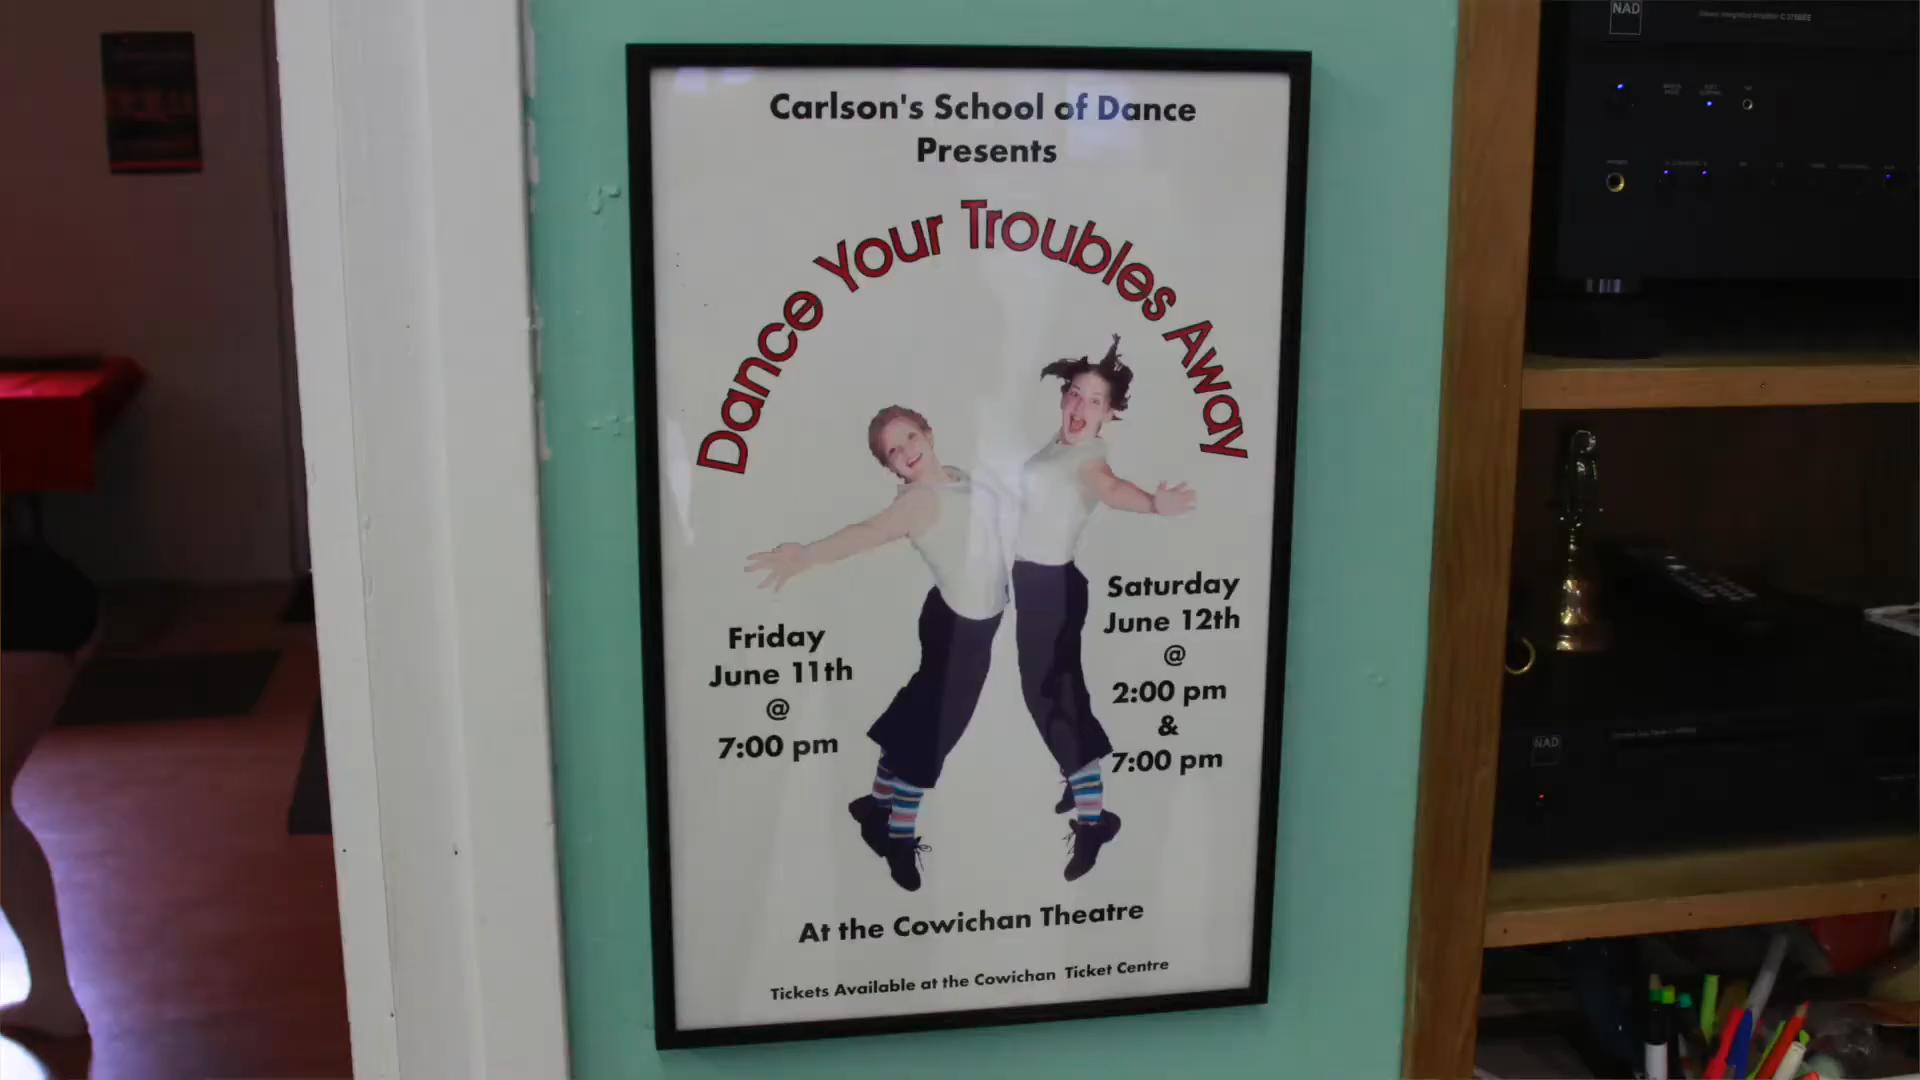 Carlson's School of Dance
Presents
Dance Your Troubles Away
Friday
June 11th
@
7:00 pm
Saturday
June 12th
@
2:00 pm
&
7:00 pm
At the Cowichan Theatre
Tickets Available at the Cowichan Ticket Centre
NAD
NAD